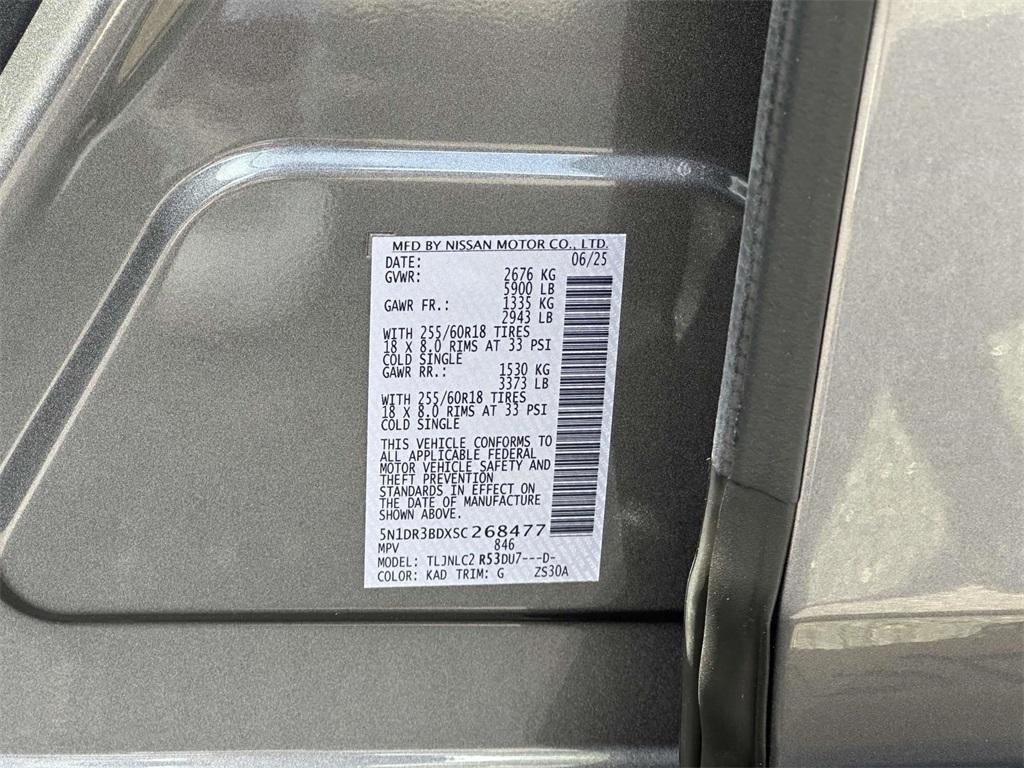 MFD BY NISSAN MOTOR CO., LTD.
DATE: 06/25
GVWR: 2676 KG
5900 LB
GAWR FR.: 1335 KG
2943 LB
WITH 255/60R18 TIRES
18 X 8.0 RIMS AT 33 PSI
COLD SINGLE
GAWR RR.: 1530 KG
3373 LB
WITH 255/60R18 TIRES
18 X 8.0 RIMS AT 33 PSI
COLD SINGLE
THIS VEHICLE CONFORMS TO
ALL APPLICABLE FEDERAL
MOTOR VEHICLE SAFETY AND
THEFT PREVENTION
STANDARDS IN EFFECT ON
THE DATE OF MANUFACTURE
SHOWN ABOVE.
5N1DR3BDXSC268477
MPV 846
MODEL: TLJNLC2 R53DU7---D-
COLOR: KAD TRIM: G ZS30A